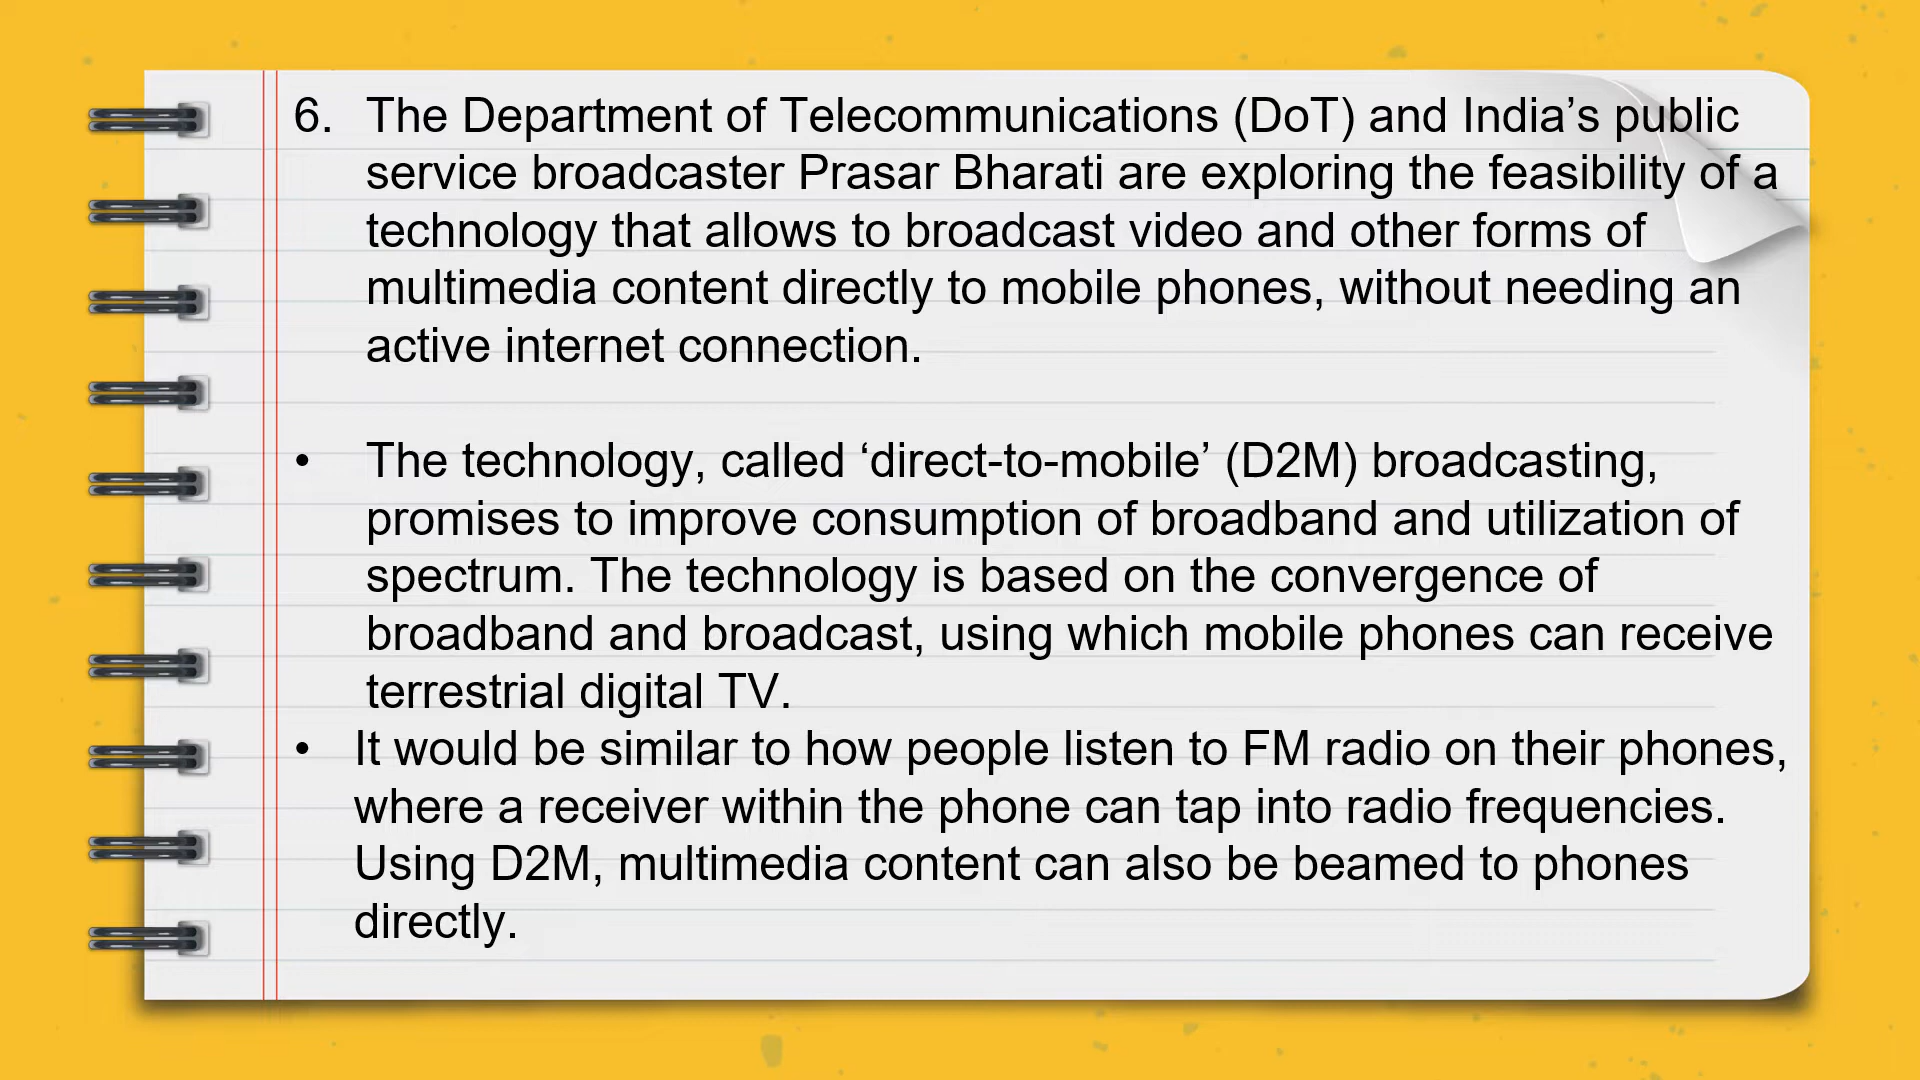 6. The Department of Telecommunications (DoT) and India’s public
service broadcaster Prasar Bharati are exploring the feasibility of a
technology that allows to broadcast video and other forms of
multimedia content directly to mobile phones, without needing an
active internet connection.
• The technology, called ‘direct-to-mobile’ (D2M) broadcasting,
promises to improve consumption of broadband and utilization of
spectrum. The technology is based on the convergence of
broadband and broadcast, using which mobile phones can receive
terrestrial digital TV.
• It would be similar to how people listen to FM radio on their phones,
where a receiver within the phone can tap into radio frequencies.
Using D2M, multimedia content can also be beamed to phones
directly.